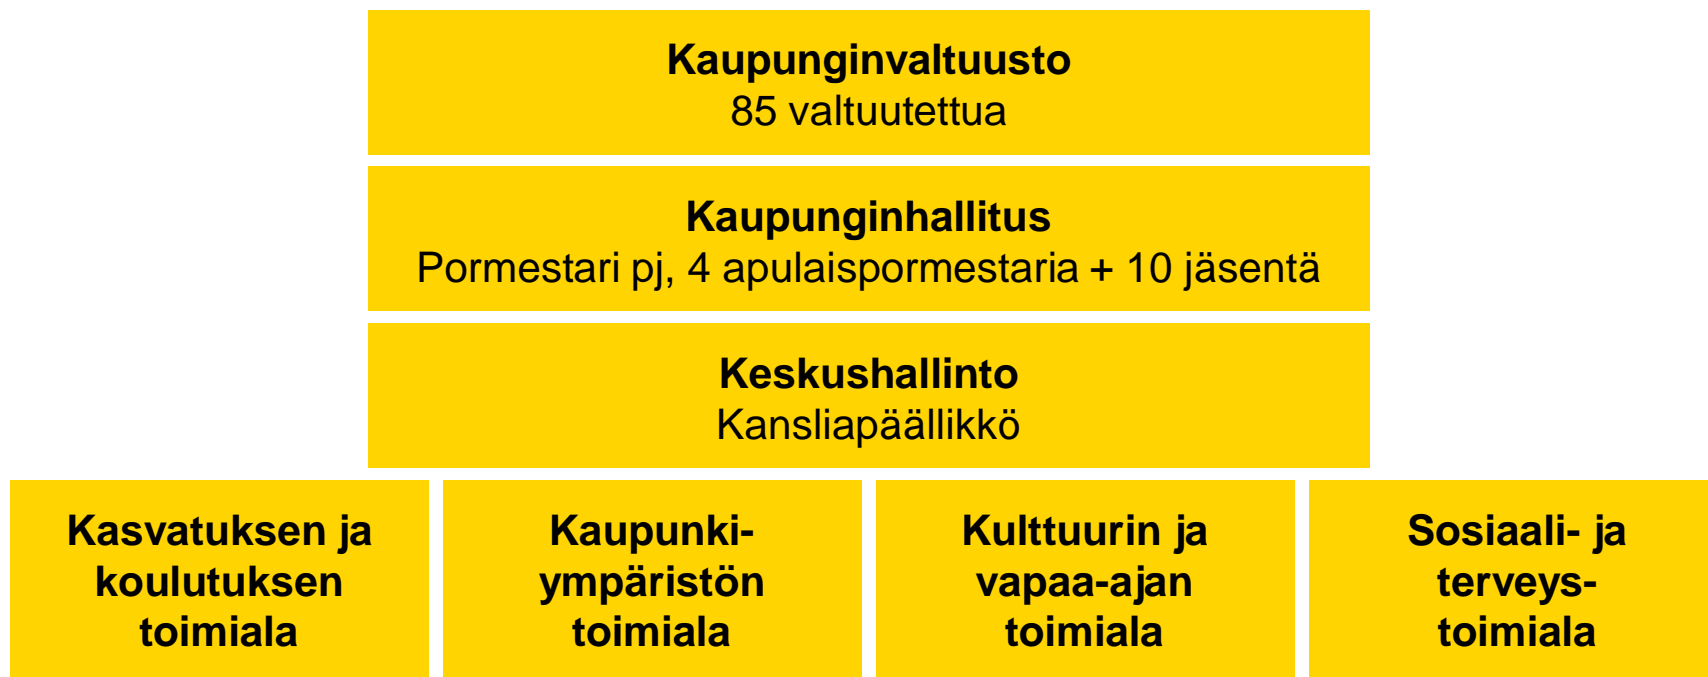 Kaupunginvaltuusto
85 valtuutettua
Kaupunginhallitus
Pormestari pj, 4 apulaispormestaria + 10 jäsentä
Keskushallinto
Kansliapäällikkö
Kasvatuksen ja
koulutuksen
toimiala
Kaupunki-
ympäristön
toimiala
Kulttuurin ja
vapaa-ajan
toimiala
Sosiaali- ja
terveys-
toimiala